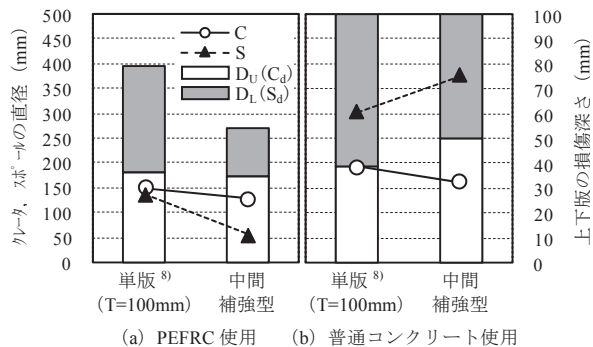 クレータ，スポールの直径（mm）
500
450
400
350
300
250
200
150
100
50
0
C
S
D_U(C_d)
D_L(S_d)
100
90
80
70
60
50
40
30
20
10
0
上下版の損傷深さ（mm）
単版 8)
（T=100mm）
中間
補強型
単版 8)
（T=100mm）
中間
補強型
(a) PEFRC 使用
(b) 普通コンクリート使用